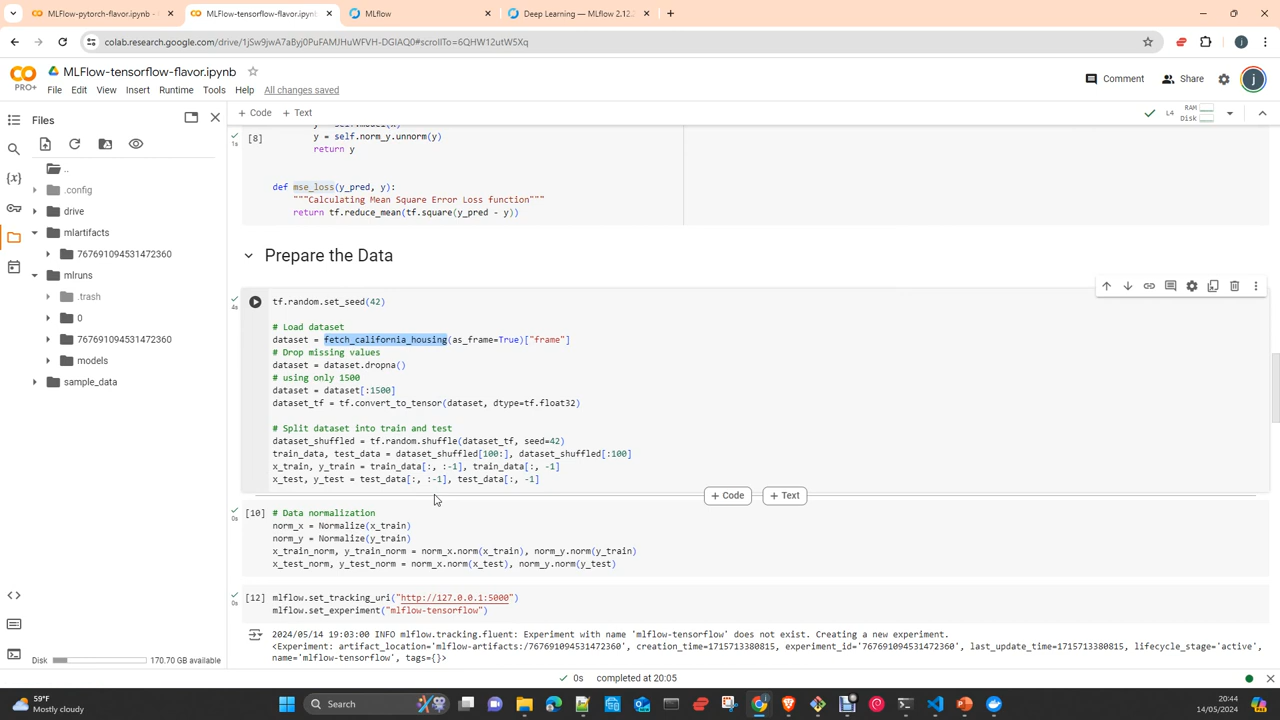 MLFlow-pytorch-flavor.ipynb -
MLFlow-tensorflow-flavor.ipynb
MLflow
Deep Learning — MLflow 2.12.
colab.research.google.com/drive/1jSw9jwA7aByj0PuFAMJHuWFVH-DGIAQ0#scrollTo=6QHW12utW5Xq
PRO+
MLFlow-tensorflow-flavor.ipynb
File Edit View Insert Runtime Tools Help All changes saved
Comment
Share
j
Files
+ Code + Text
L4
RAM
Disk
..
.config
drive
mlartifacts
767691094531472360
mlruns
.trash
0
767691094531472360
models
sample_data
Disk
170.70 GB available
1s
[8]
y = self.norm_y.unnorm(y)
return y
def mse_loss(y_pred, y):
"""Calculating Mean Square Error Loss function"""
return tf.reduce_mean(tf.square(y_pred - y))
Prepare the Data
4s
tf.random.set_seed(42)
# Load dataset
dataset = fetch_california_housing(as_frame=True)["frame"]
# Drop missing values
dataset = dataset.dropna()
# using only 1500
dataset = dataset[:1500]
dataset_tf = tf.convert_to_tensor(dataset, dtype=tf.float32)
# Split dataset into train and test
dataset_shuffled = tf.random.shuffle(dataset_tf, seed=42)
train_data, test_data = dataset_shuffled[100:], dataset_shuffled[:100]
x_train, y_train = train_data[:, :-1], train_data[:, -1]
x_test, y_test = test_data[:, :-1], test_data[:, -1]
+ Code
+ Text
0s
[10]
# Data normalization
norm_x = Normalize(x_train)
norm_y = Normalize(y_train)
x_train_norm, y_train_norm = norm_x.norm(x_train), norm_y.norm(y_train)
x_test_norm, y_test_norm = norm_x.norm(x_test), norm_y.norm(y_test)
0s
[12]
mlflow.set_tracking_uri("http://127.0.0.1:5000")
mlflow.set_experiment("mlflow-tensorflow")
2024/05/14 19:03:00 INFO mlflow.tracking.fluent: Experiment with name 'mlflow-tensorflow' does not exist. Creating a new experiment.
<Experiment: artifact_location='mlflow-artifacts:/767691094531472360', creation_time=1715713380815, experiment_id='767691094531472360', last_update_time=1715713380815, lifecycle_stage='active',
name='mlflow-tensorflow', tags={}>
0s completed at 20:05
59°F
Mostly cloudy
Search
20:44
14/05/2024